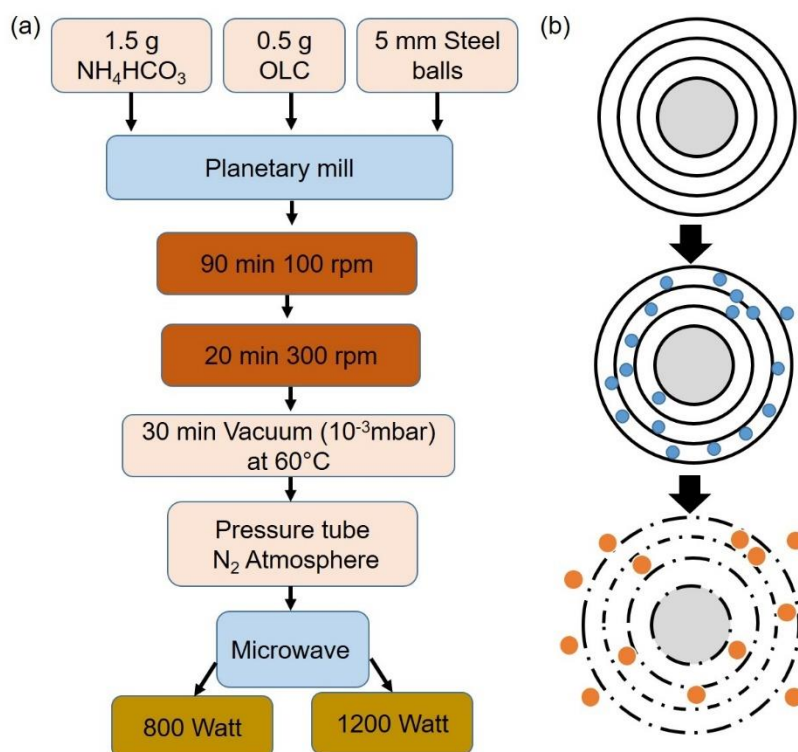 (a)
1.5 g
NH₄HCO₃
0.5 g
OLC
5 mm Steel
balls
(b)
Planetary mill
90 min 100 rpm
20 min 300 rpm
30 min Vacuum (10⁻³mbar)
at 60°C
Pressure tube
N₂ Atmosphere
Microwave
800 Watt
1200 Watt